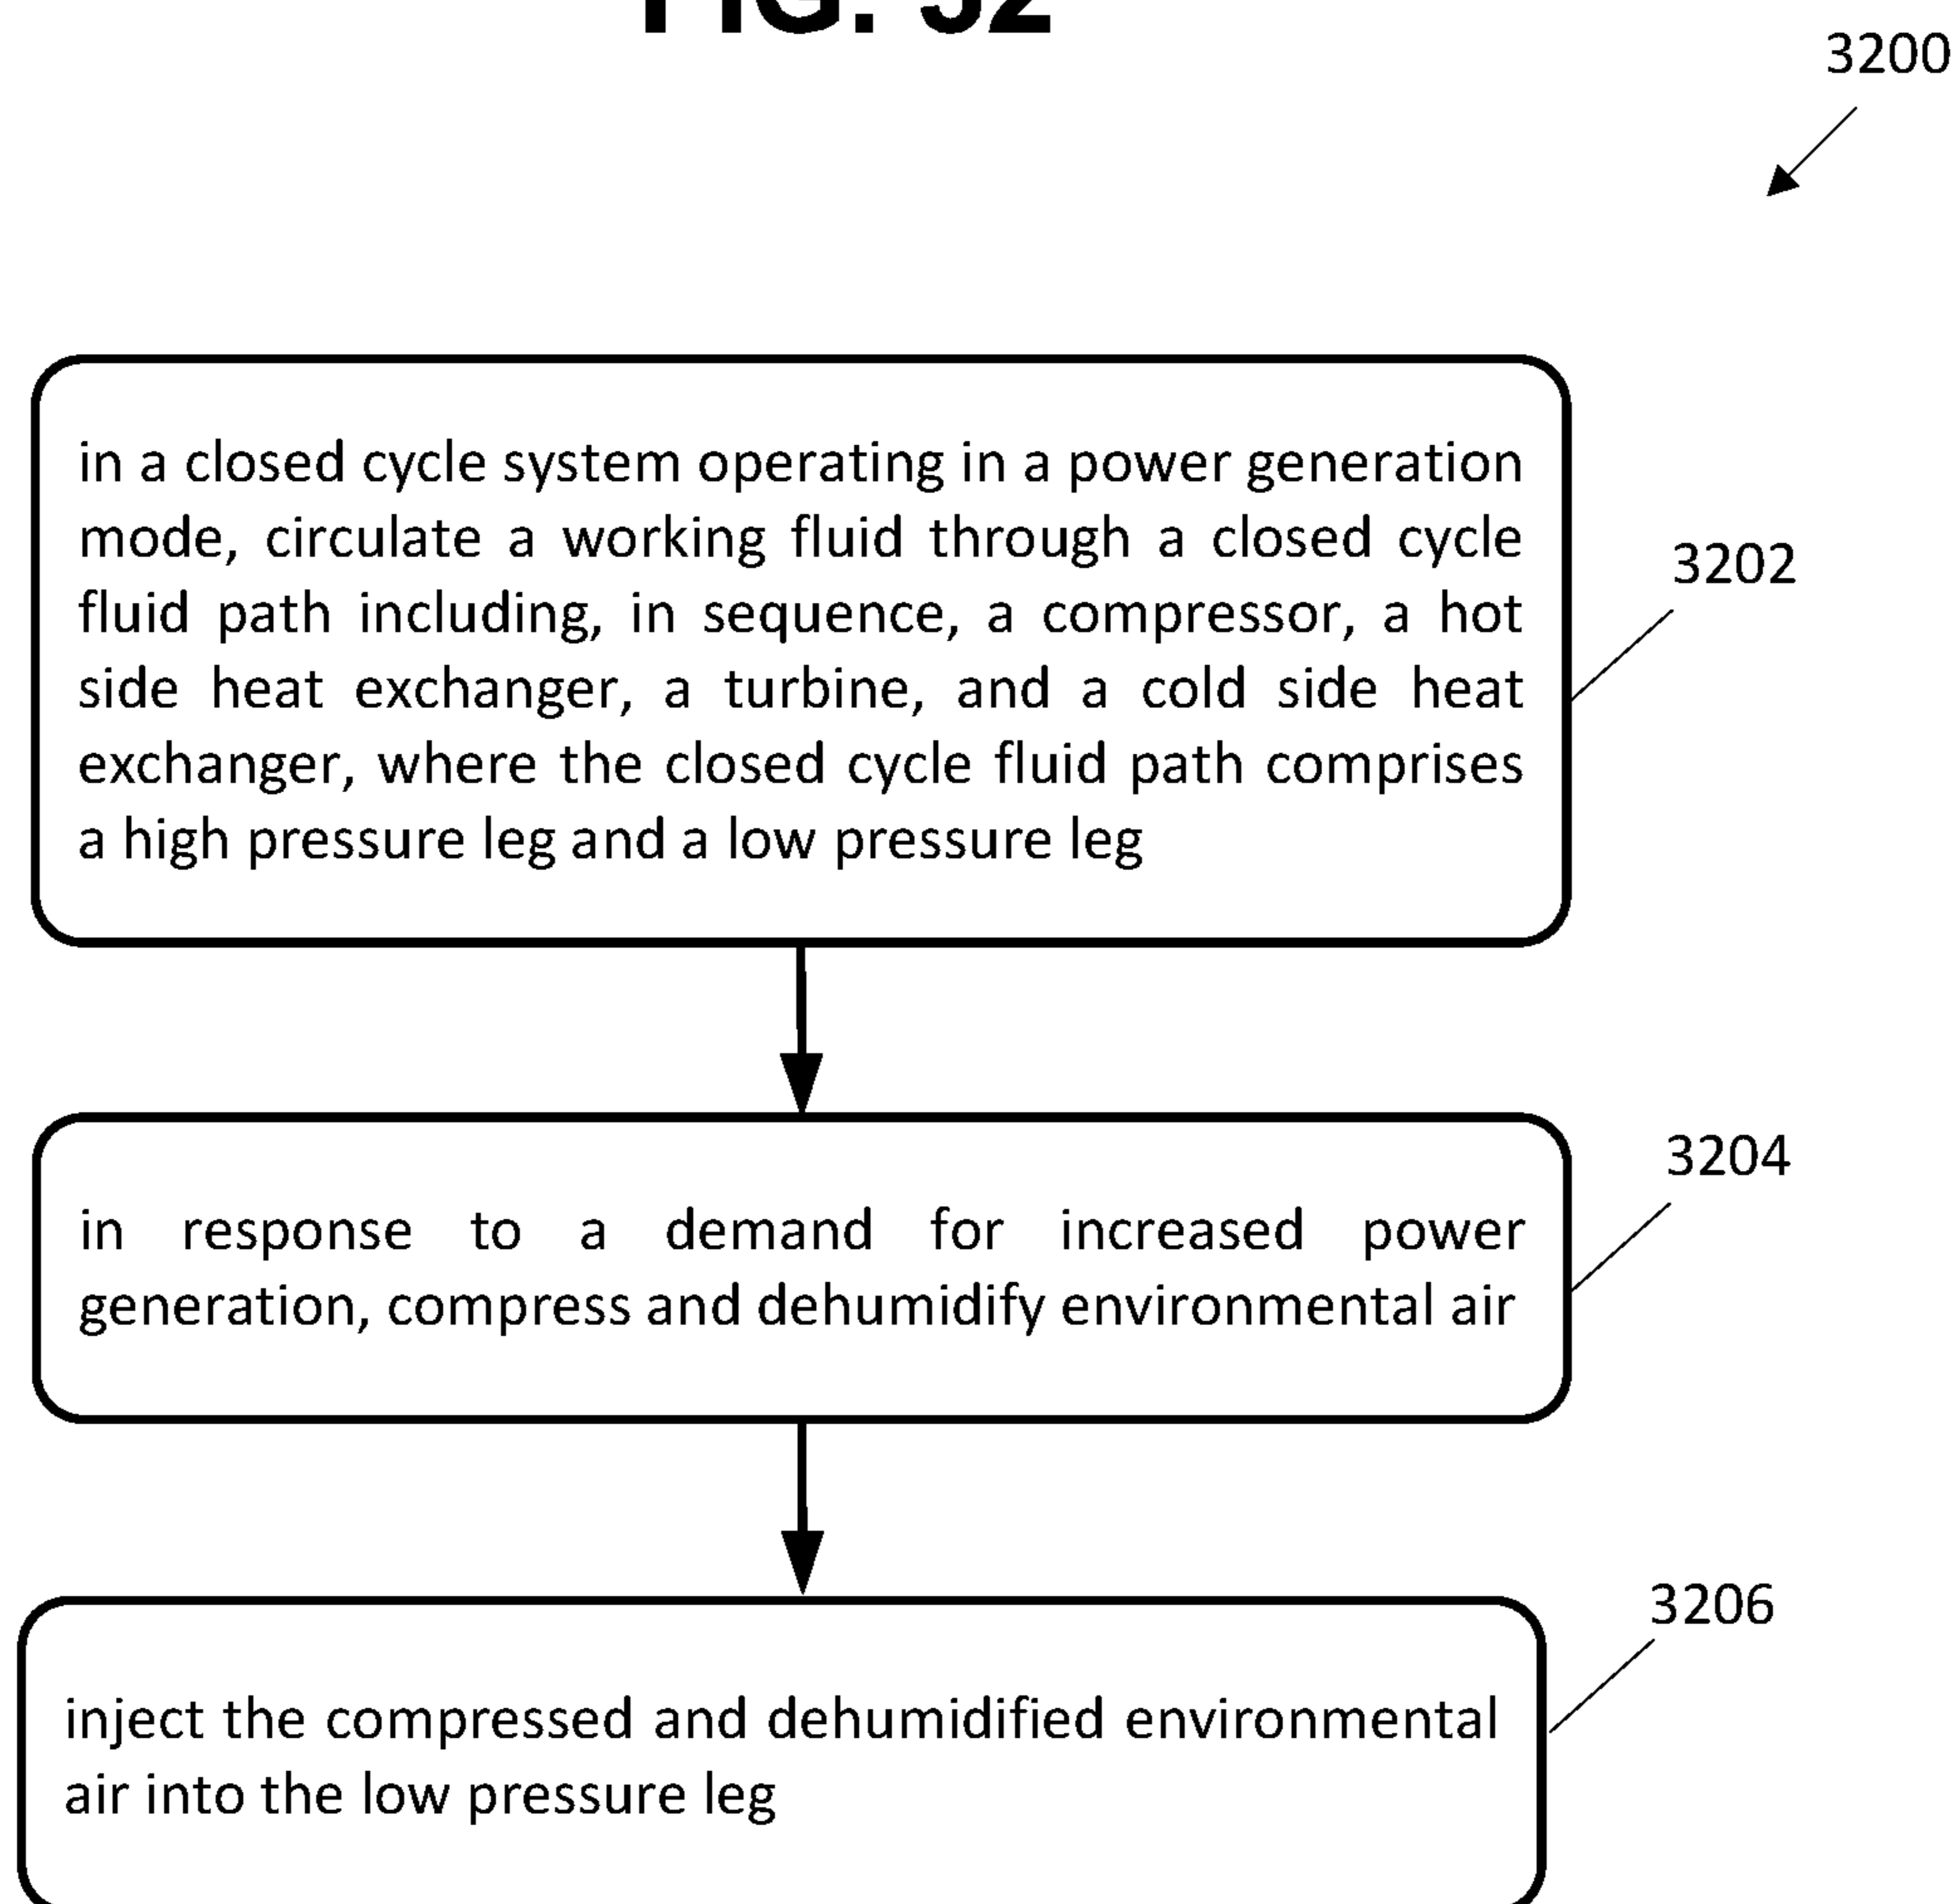 FIG. 32
3200
in a closed cycle system operating in a power generation
mode, circulate a working fluid through a closed cycle
fluid path including, in sequence, a compressor, a hot
side heat exchanger, a turbine, and a cold side heat
exchanger, where the closed cycle fluid path comprises
a high pressure leg and a low pressure leg
3202
in response to a demand for increased power
generation, compress and dehumidify environmental air
3204
inject the compressed and dehumidified environmental
air into the low pressure leg
3206